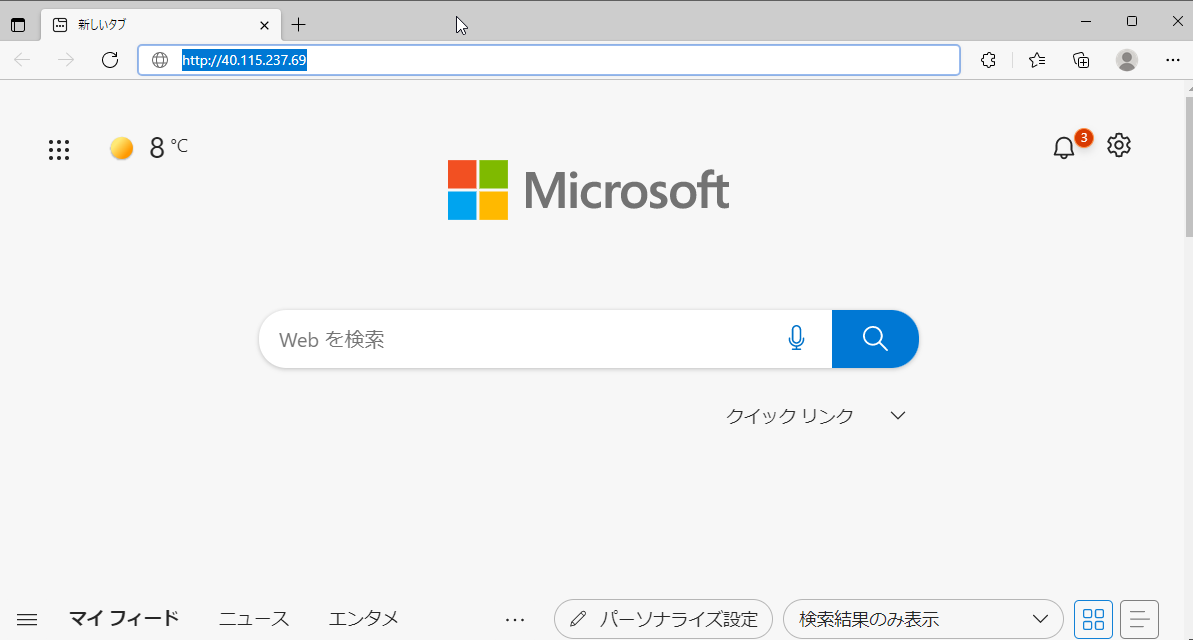 新しいタブ
http://40.115.237.69
8 ℃
3
Microsoft
Web を検索
クイック リンク
マイ フィード ニュース エンタメ ... パーソナライズ設定 検索結果のみ表示